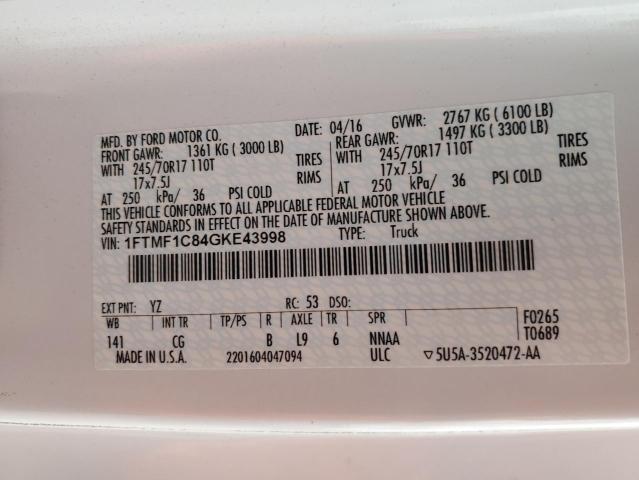 MFD. BY FORD MOTOR CO.
DATE: 04/16 GVWR: 2767 KG ( 6100 LB)
FRONT GAWR: 1361 KG ( 3000 LB) REAR GAWR: 1497 KG ( 3300 LB)
WITH 245/70R17 110T TIRES WITH 245/70R17 110T TIRES
17x7.5J RIMS 17x7.5J RIMS
AT 250 kPa/ 36 PSI COLD AT 250 kPa/ 36 PSI COLD
THIS VEHICLE CONFORMS TO ALL APPLICABLE FEDERAL MOTOR VEHICLE
SAFETY STANDARDS IN EFFECT ON THE DATE OF MANUFACTURE SHOWN ABOVE.
VIN: 1FTMF1C84GKE43998 TYPE: Truck
EXT PNT: YZ RC: 53 DSO:
WB INT TR TP/PS R AXLE TR SPR F0265
141 CG B L9 6 NNAA T0689
MADE IN U.S.A. 2201604047094 ULC ▽5U5A-3520472-AA